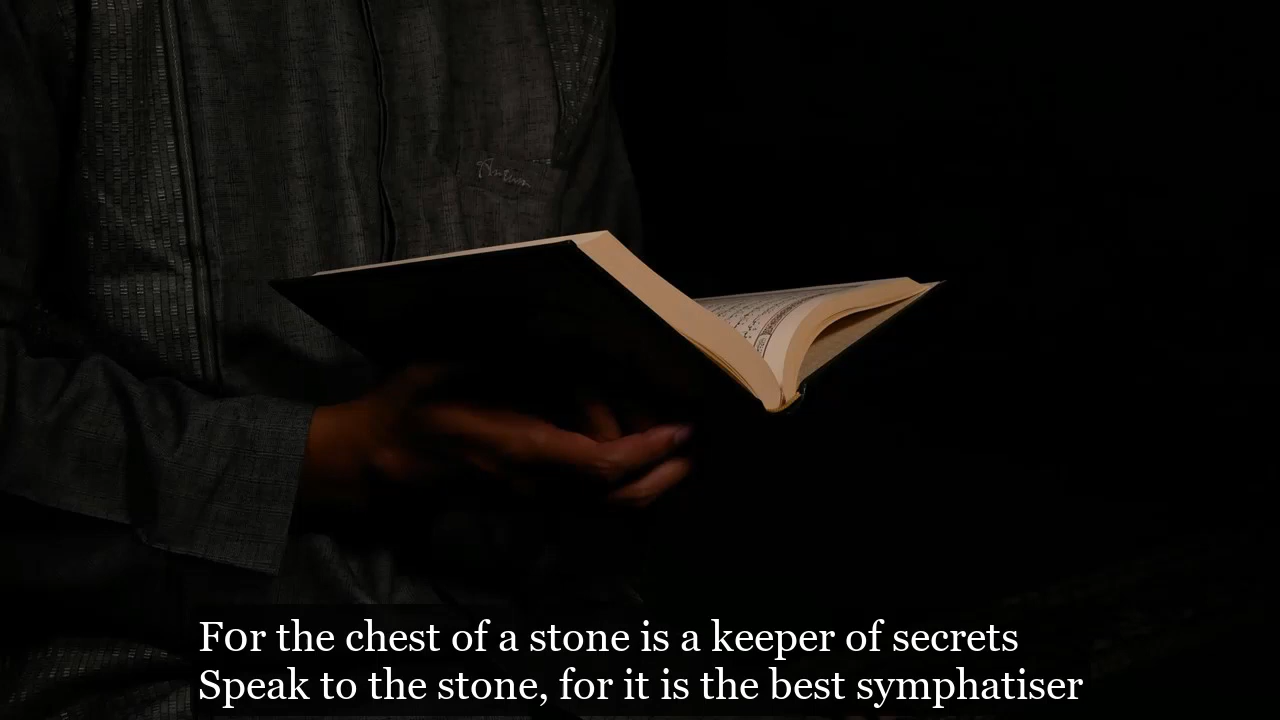 For the chest of a stone is a keeper of secrets
Speak to the stone, for it is the best symphatiser